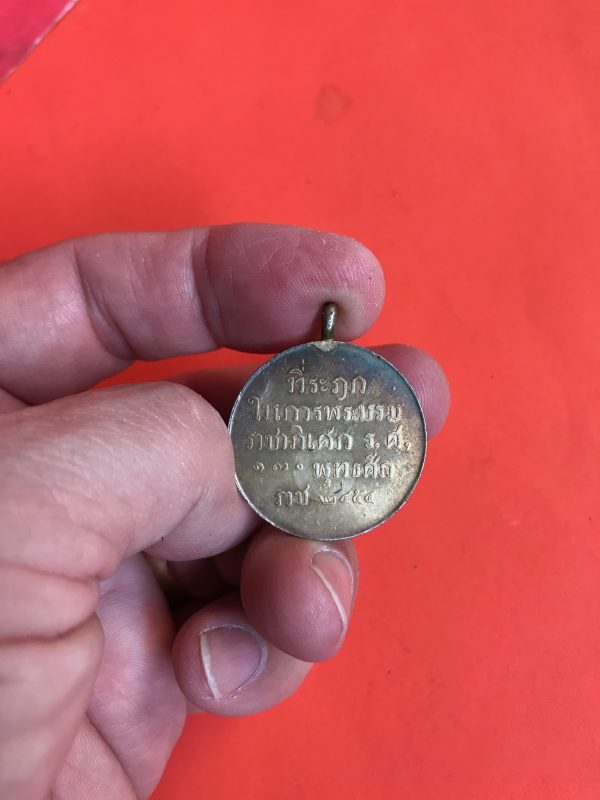 ที่ระฦก
ในการพระบรม
ราชาภิเศก ร.ศ.
๑๓๐ พุทธศัก
ราช ๒๔๕๔